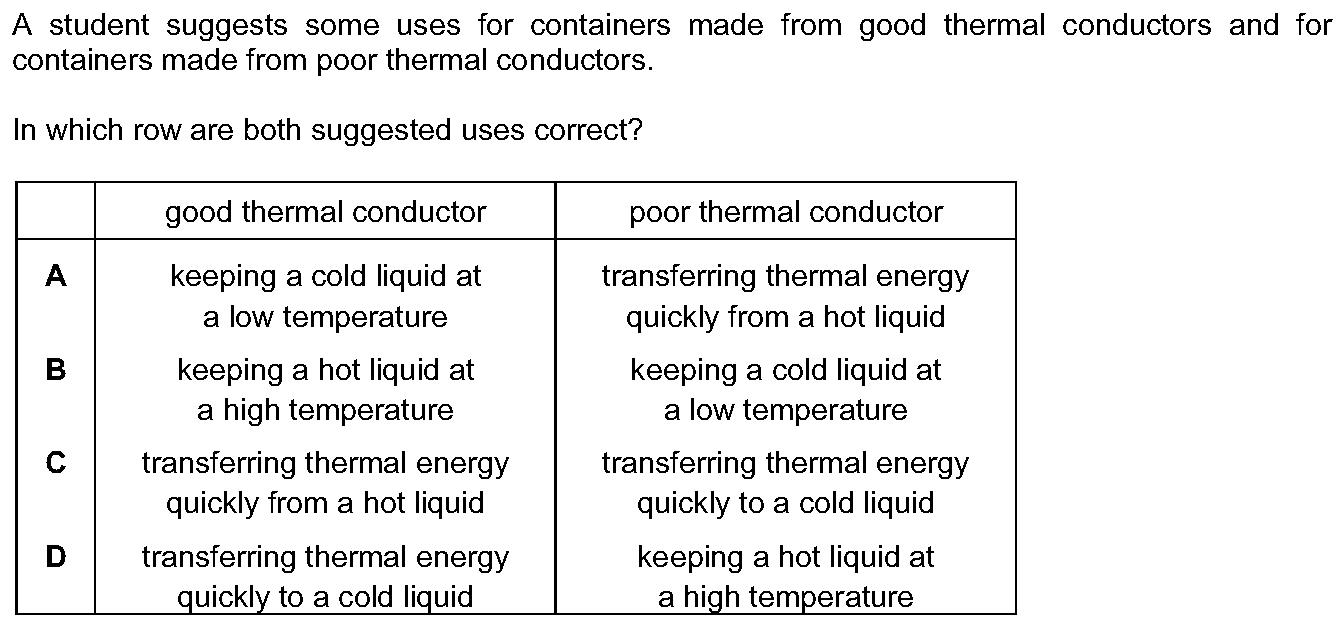 A student suggests some uses for containers made from good thermal conductors and for
containers made from poor thermal conductors.
In which row are both suggested uses correct?
good thermal conductor poor thermal conductor
A keeping a cold liquid at transferring thermal energy
a low temperature quickly from a hot liquid
B keeping a hot liquid at keeping a cold liquid at
a high temperature a low temperature
C transferring thermal energy transferring thermal energy
quickly from a hot liquid quickly to a cold liquid
D transferring thermal energy keeping a hot liquid at
quickly to a cold liquid a high temperature